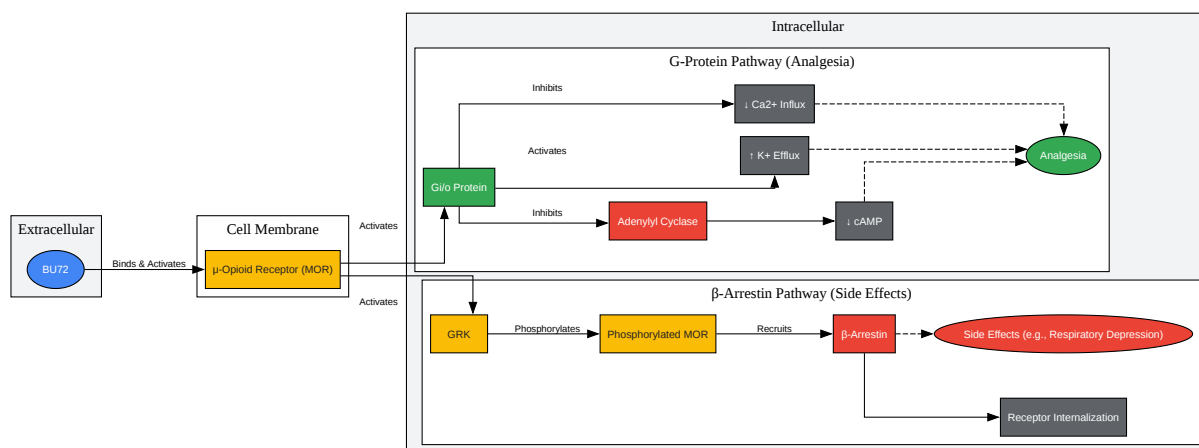 Intracellular
G-Protein Pathway (Analgesia)
Inhibits
↓ Ca2+ Influx
Activates
↑ K+ Efflux
Analgesia
Gi/o Protein
Inhibits
Adenylyl Cyclase
↓ cAMP
Extracellular
Cell Membrane
Activates
BU72
Binds & Activates
μ-Opioid Receptor (MOR)
Activates
β-Arrestin Pathway (Side Effects)
GRK
Phosphorylates
Phosphorylated MOR
Recruits
β-Arrestin
Side Effects (e.g., Respiratory Depression)
Receptor Internalization